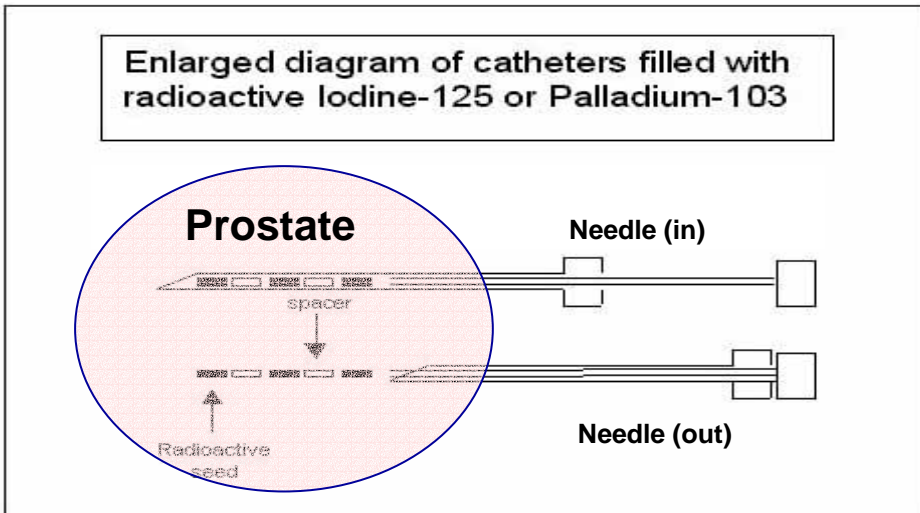 Enlarged diagram of catheters filled with
radioactive Iodine-125 or Palladium-103
Prostate
Needle (in)
spacer
Needle (out)
Radioactive
seed